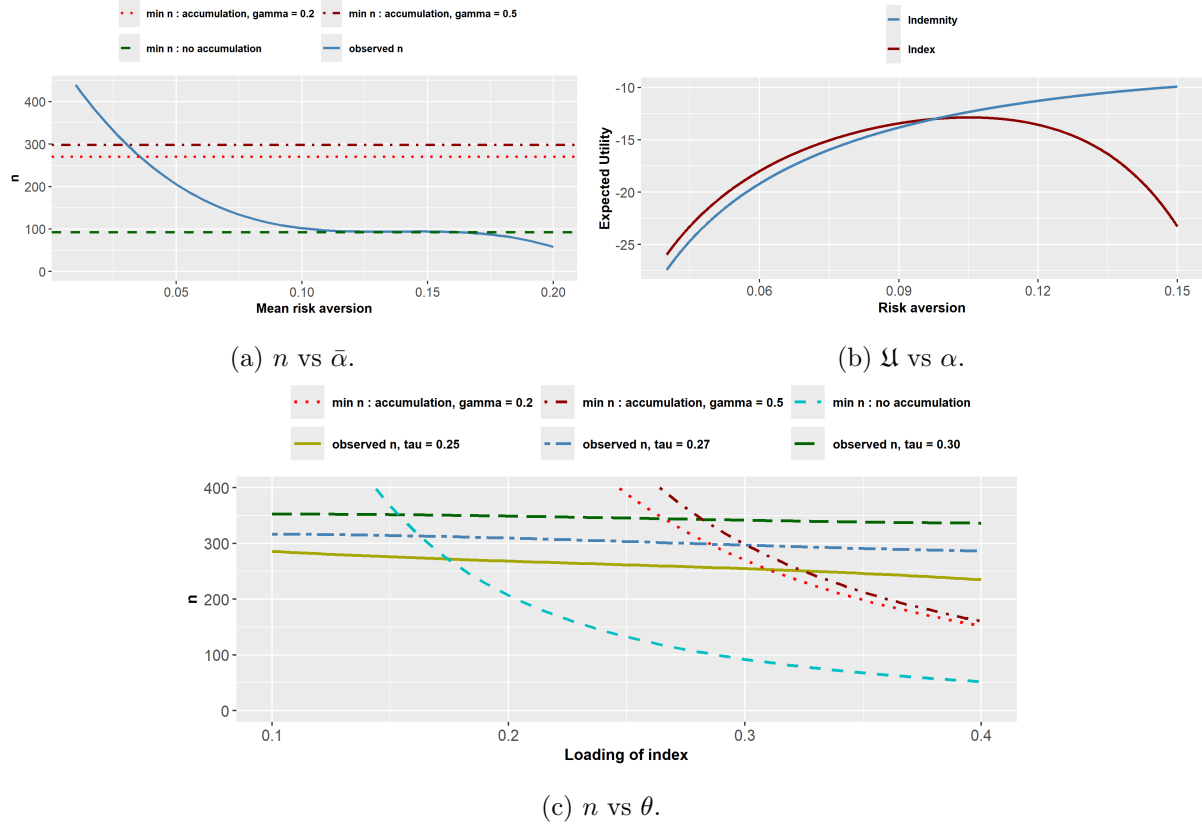 min n : accumulation, gamma = 0.2 min n : accumulation, gamma = 0.5
min n : no accumulation observed n
400
300
200
100
0
n
0.05 0.10 0.15 0.20
Mean risk aversion
(a) n vs ᾱ.
Indemnity
Index
-10
-15
-20
-25
Expected Utility
0.06 0.09 0.12 0.15
Risk aversion
(b) 𝔘 vs α.
min n : accumulation, gamma = 0.2 min n : accumulation, gamma = 0.5 min n : no accumulation
observed n, tau = 0.25 observed n, tau = 0.27 observed n, tau = 0.30
400
300
200
100
0
n
0.1 0.2 0.3 0.4
Loading of index
(c) n vs θ.